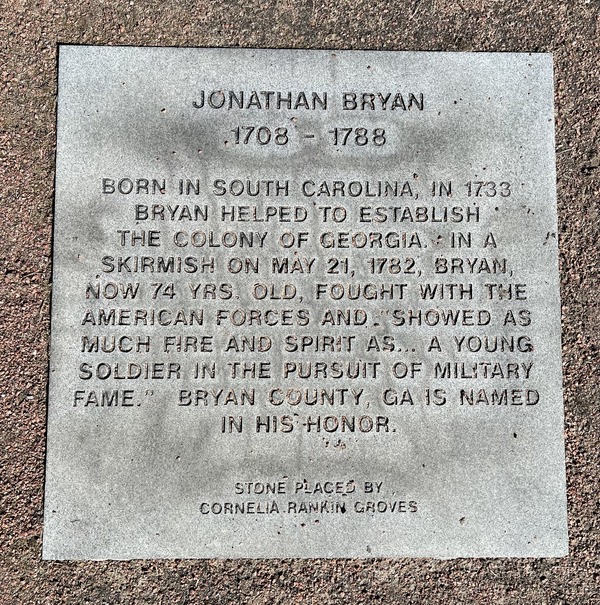 JONATHAN BRYAN
1708 - 1788
BORN IN SOUTH CAROLINA, IN 1733
BRYAN HELPED TO ESTABLISH
THE COLONY OF GEORGIA. IN A
SKIRMISH ON MAY 21, 1782, BRYAN,
NOW 74 YRS. OLD, FOUGHT WITH THE
AMERICAN FORCES AND "SHOWED AS
MUCH FIRE AND SPIRIT AS... A YOUNG
SOLDIER IN THE PURSUIT OF MILITARY
FAME." BRYAN COUNTY, GA IS NAMED
IN HIS HONOR.
STONE PLACED BY
CORNELIA RANKIN GROVES